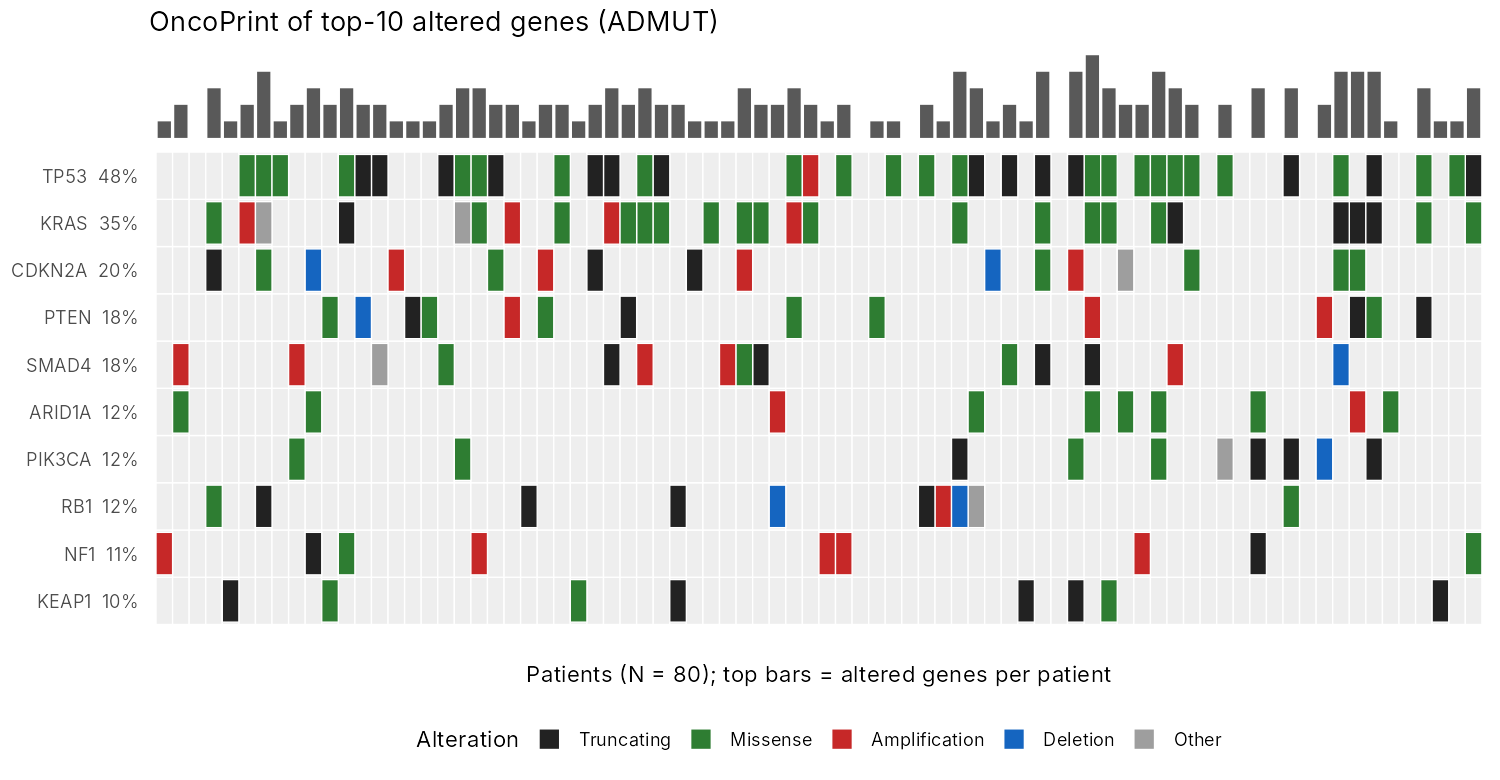 OncoPrint of top-10 altered genes (ADMUT)
TP53 48%
KRAS 35%
CDKN2A 20%
PTEN 18%
SMAD4 18%
ARID1A 12%
PIK3CA 12%
RB1 12%
NF1 11%
KEAP1 10%
Patients (N = 80); top bars = altered genes per patient
Alteration Truncating Missense Amplification Deletion Other